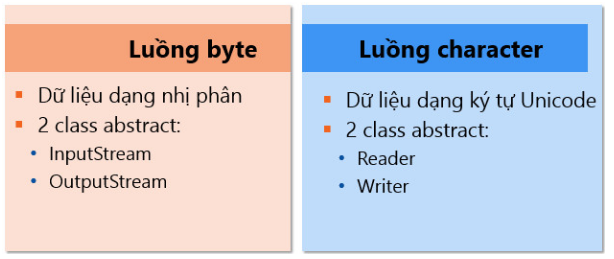 Luồng byte
Dữ liệu dạng nhị phân
2 class abstract:
InputStream
OutputStream
Luồng character
Dữ liệu dạng ký tự Unicode
2 class abstract:
Reader
Writer